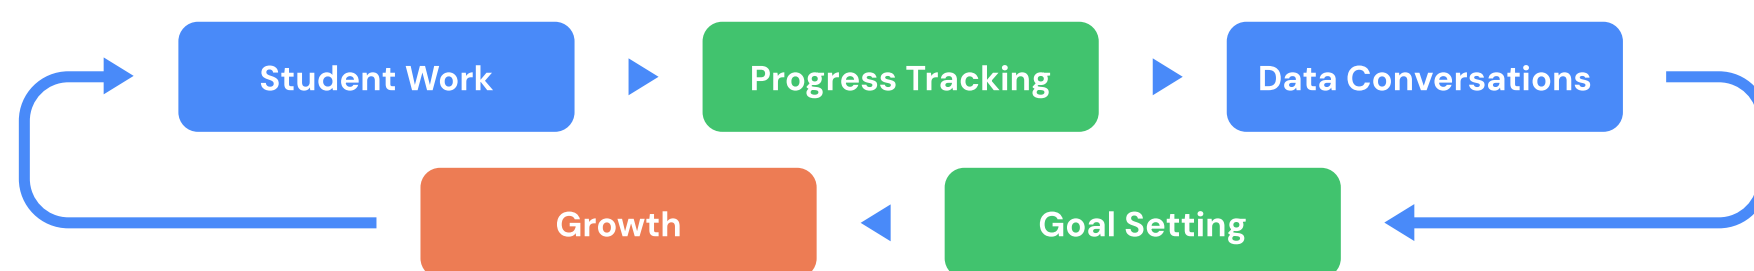 Student Work
Progress Tracking
Data Conversations
Growth
Goal Setting